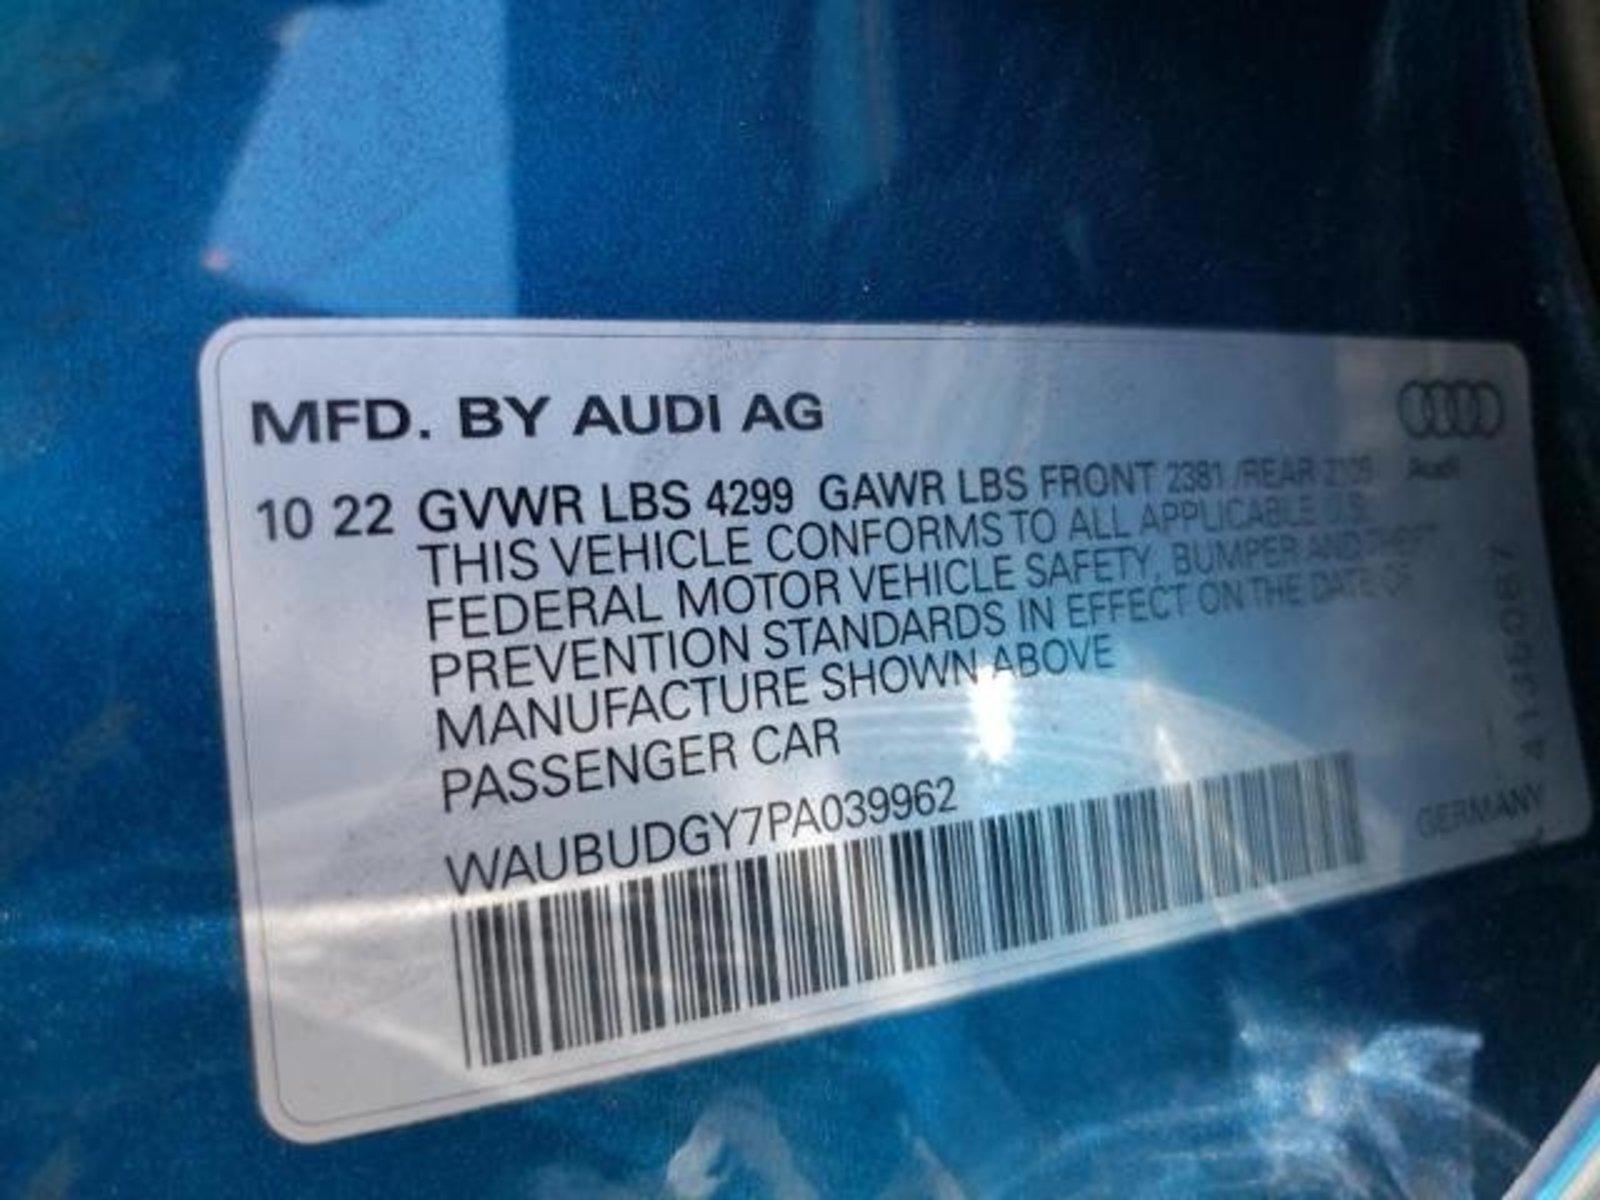 MFD. BY AUDI AG
10 22 GVWR LBS 4299 GAWR LBS FRONT 2381 /REAR
Audi
THIS VEHICLE CONFORMS TO ALL APPLICABLE U.S.
FEDERAL MOTOR VEHICLE SAFETY, BUMPER AND THEFT
PREVENTION STANDARDS IN EFFECT ON THE DATE OF
MANUFACTURE SHOWN ABOVE
PASSENGER CAR
WAUBUDGY7PA039962
GERMANY